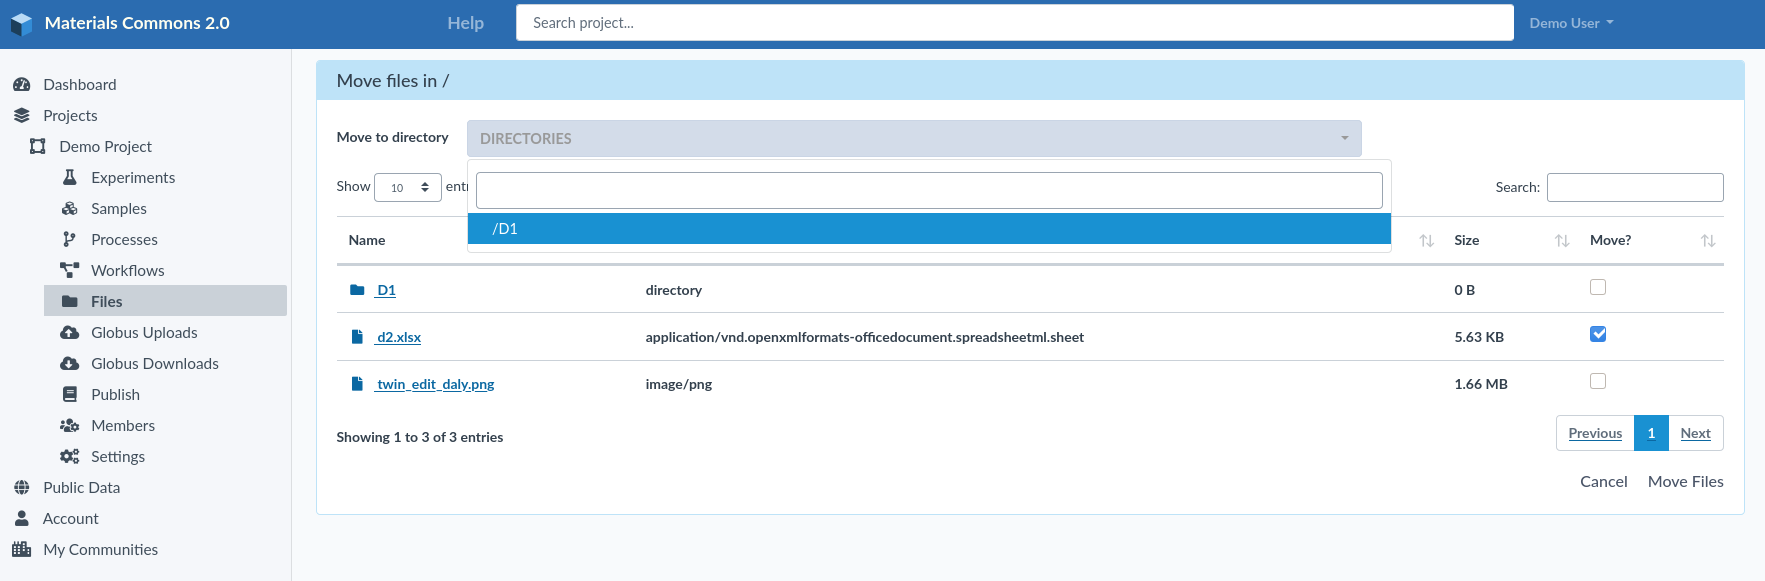 Materials Commons 2.0
Help
Search project...
Demo User
Dashboard
Projects
Demo Project
Experiments
Samples
Processes
Workflows
Files
Globus Uploads
Globus Downloads
Publish
Members
Settings
Public Data
Account
My Communities
Move files in /
Move to directory DIRECTORIES
Show 10 entr
Search:
/D1
Name Size Move?
D1 directory 0 B
d2.xlsx application/vnd.openxmlformats-officedocument.spreadsheetml.sheet 5.63 KB
twin_edit_daly.png image/png 1.66 MB
Showing 1 to 3 of 3 entries
Previous 1 Next
Cancel Move Files